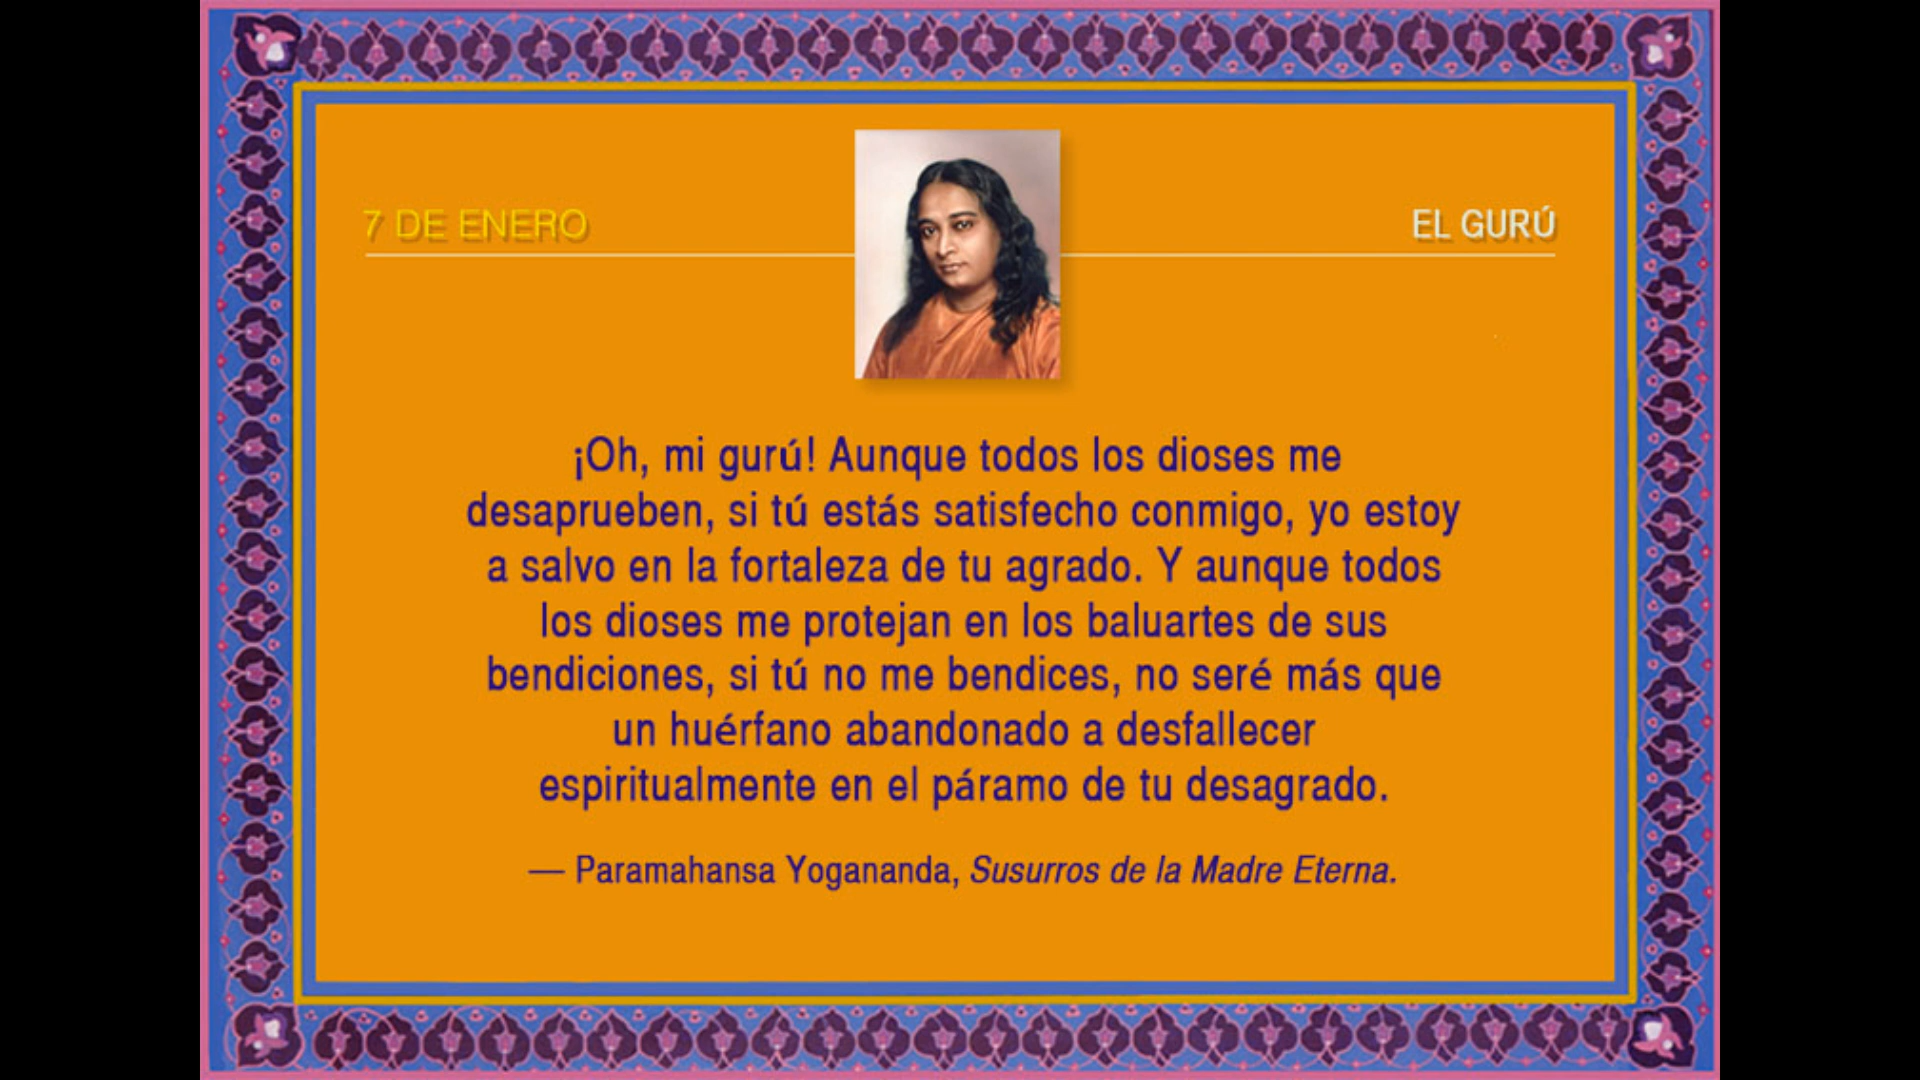 7 DE ENERO
EL GURÚ
¡Oh, mi gurú! Aunque todos los dioses me
desaprueben, si tú estás satisfecho conmigo, yo estoy
a salvo en la fortaleza de tu agrado. Y aunque todos
los dioses me protejan en los baluartes de sus
bendiciones, si tú no me bendices, no seré más que
un huérfano abandonado a desfallecer
espiritualmente en el páramo de tu desagrado.
— Paramahansa Yogananda, Susurros de la Madre Eterna.